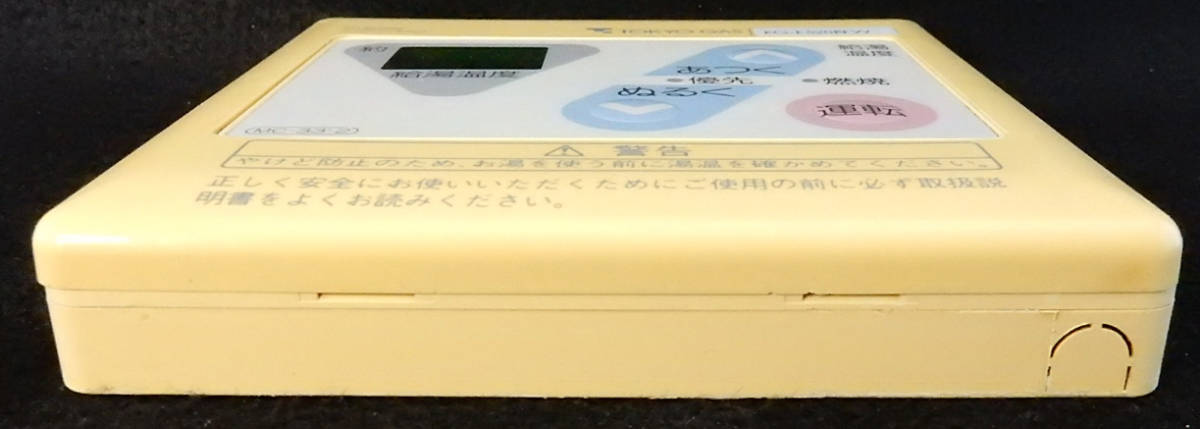 TOKYO GAS
約
給湯温度
給湯
温度
あつく
優先
燃焼
ぬるく
運転
MC-33-2
警告
やけど防止のため、お湯を使う前に湯温を確かめてください。
正しく安全にお使いいただくためにご使用の前に必ず取扱説
明書をよくお読みください。